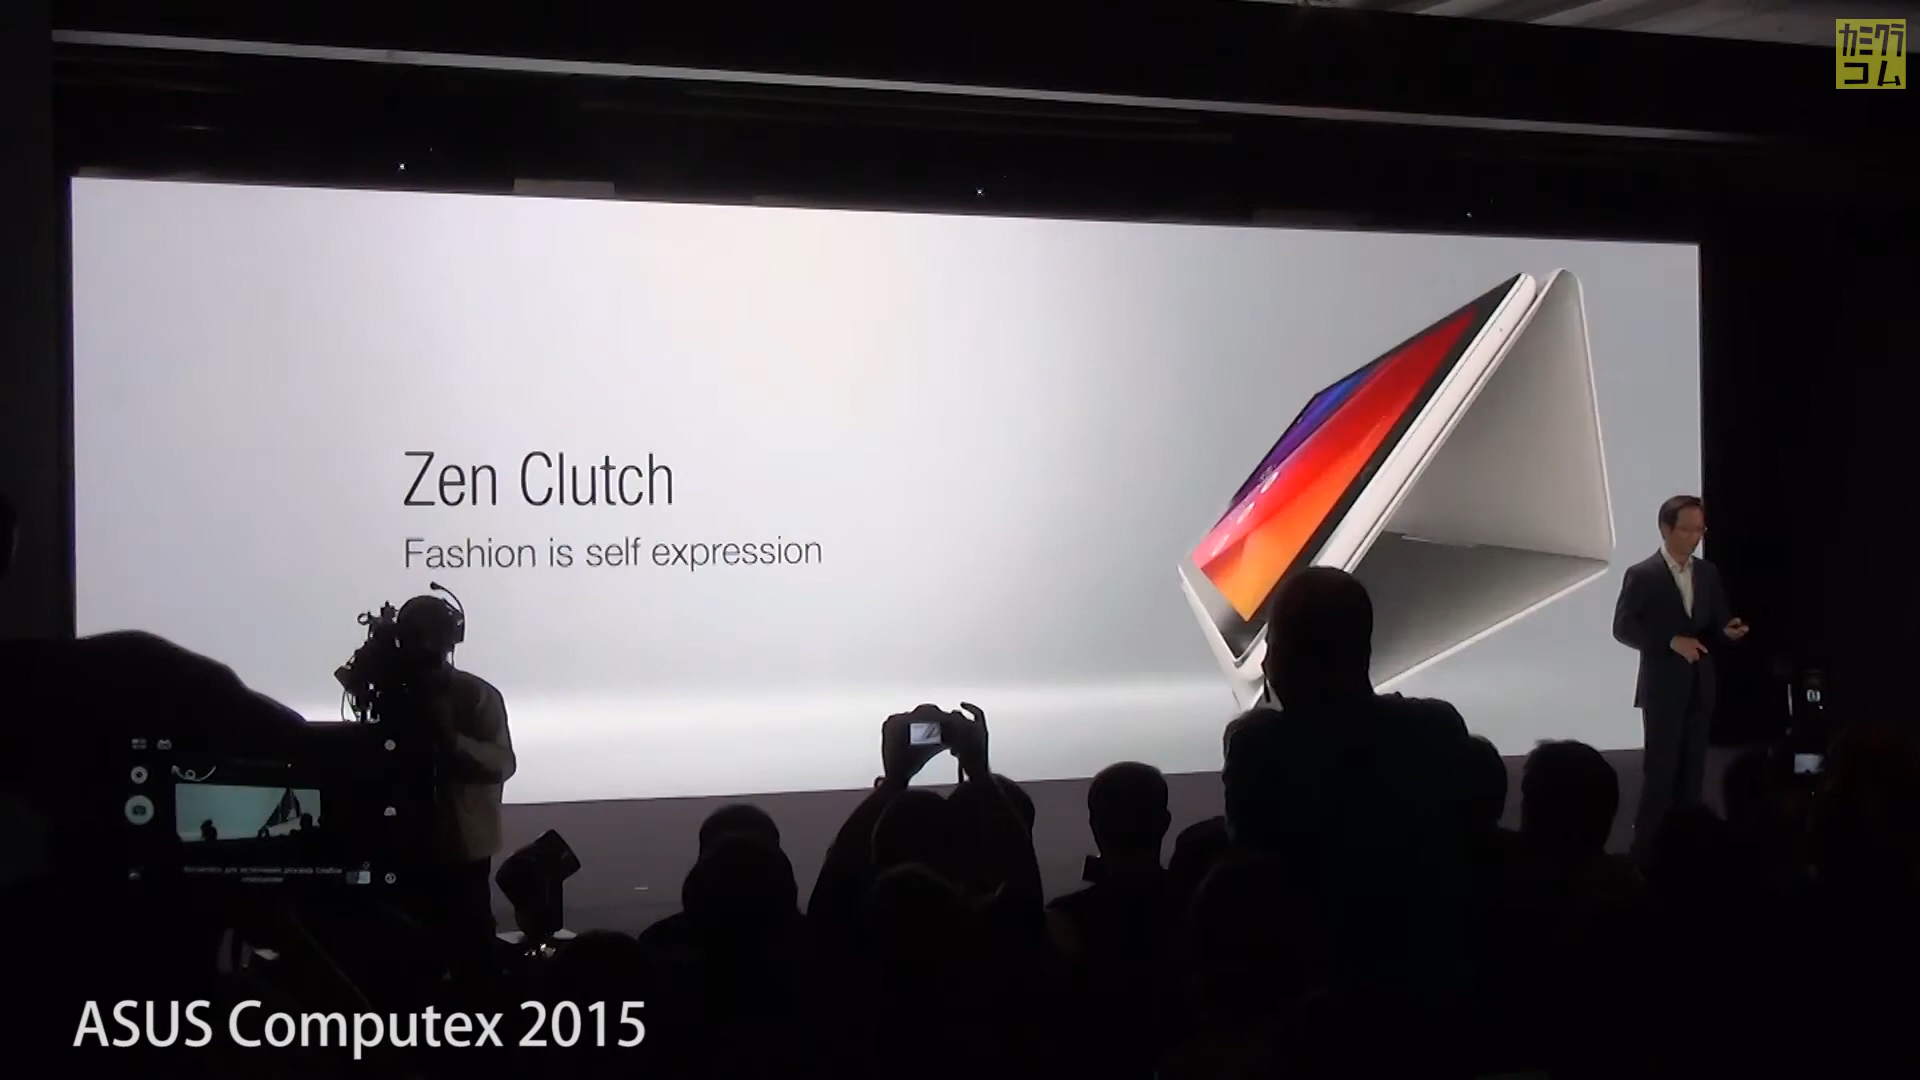 カミクラ
コム
Zen Clutch
Fashion is self expression
ASUS Computex 2015